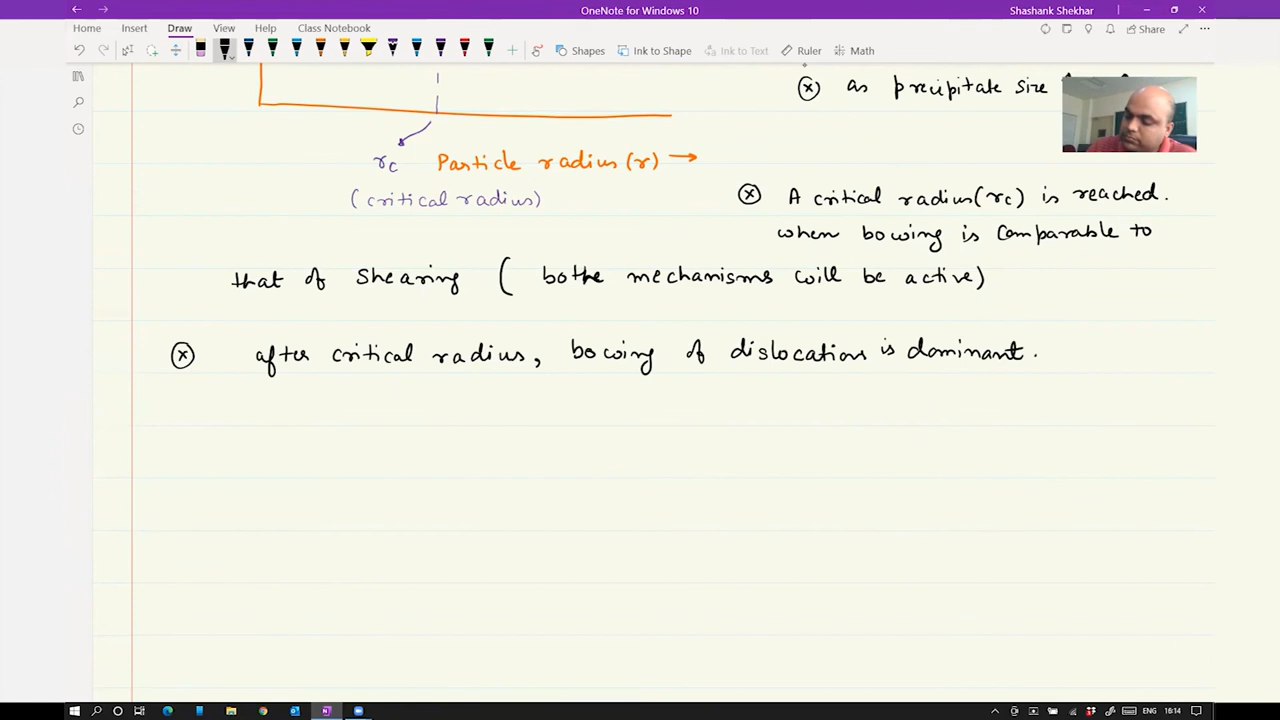 OneNote for Windows 10
Shashank Shekhar
Home Insert Draw View Help Class Notebook
Share
Shapes Ink to Shape Ink to Text Ruler Math
as precipitate size
rc Particle radius (r) →
(critical radius)
A critical radius (rc) is reached.
when bowing is comparable to
that of shearing ( bothe mechanisms will be active)
after critical radius, bowing of dislocation is dominant.
ENG 16:14